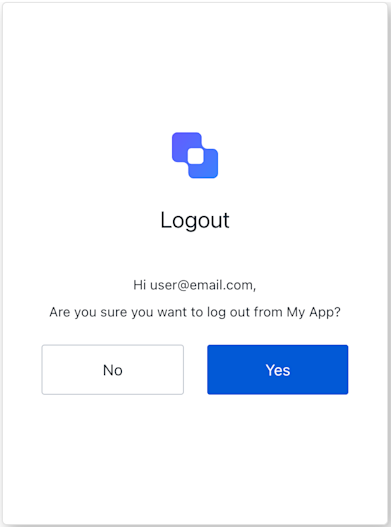 Logout
Hi user@email.com,
Are you sure you want to log out from My App?
No
Yes